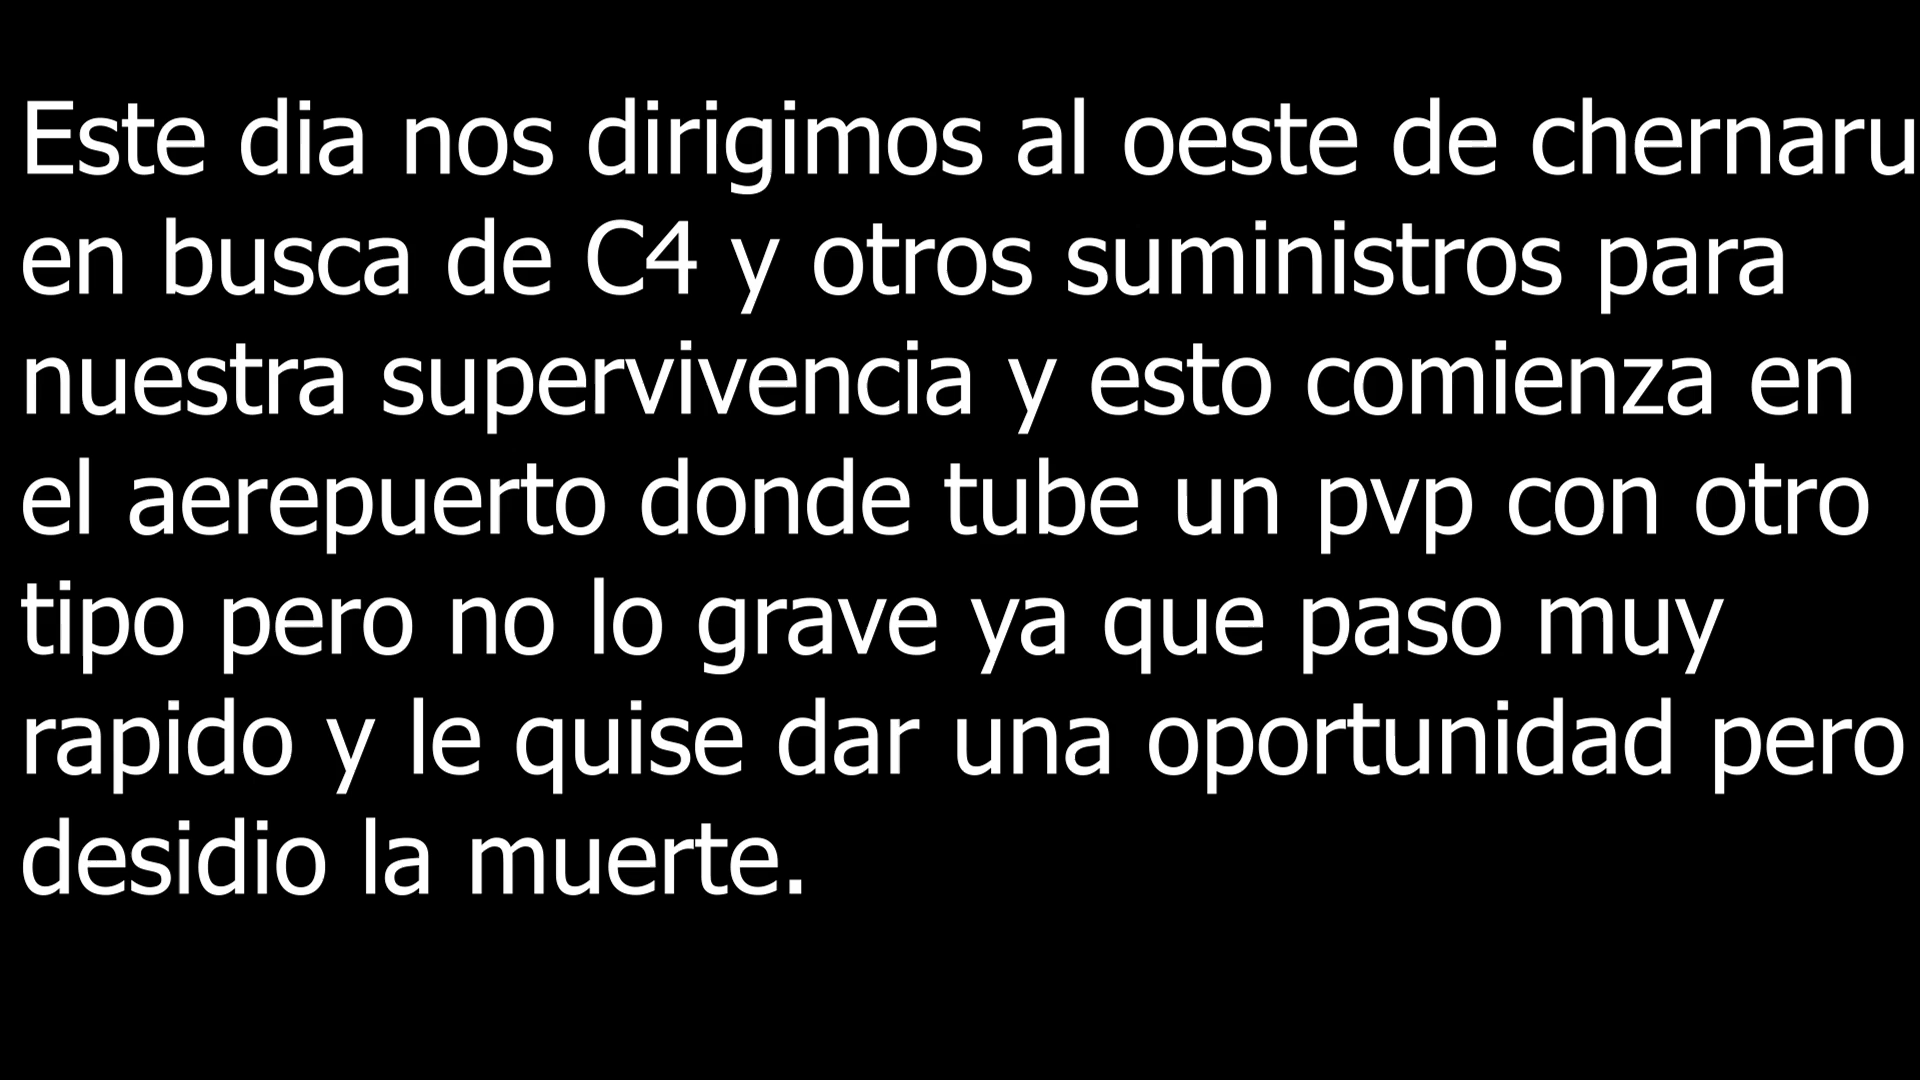 Este dia nos dirigimos al oeste de chernaru
en busca de C4 y otros suministros para
nuestra supervivencia y esto comienza en
el aerepuerto donde tube un pvp con otro
tipo pero no lo grave ya que paso muy
rapido y le quise dar una oportunidad pero
desidio la muerte.